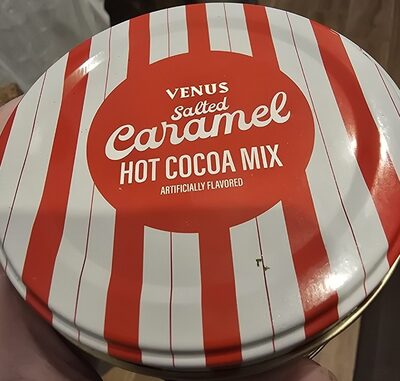 VENUS
Salted
Caramel
HOT COCOA MIX
ARTIFICIALLY FLAVORED